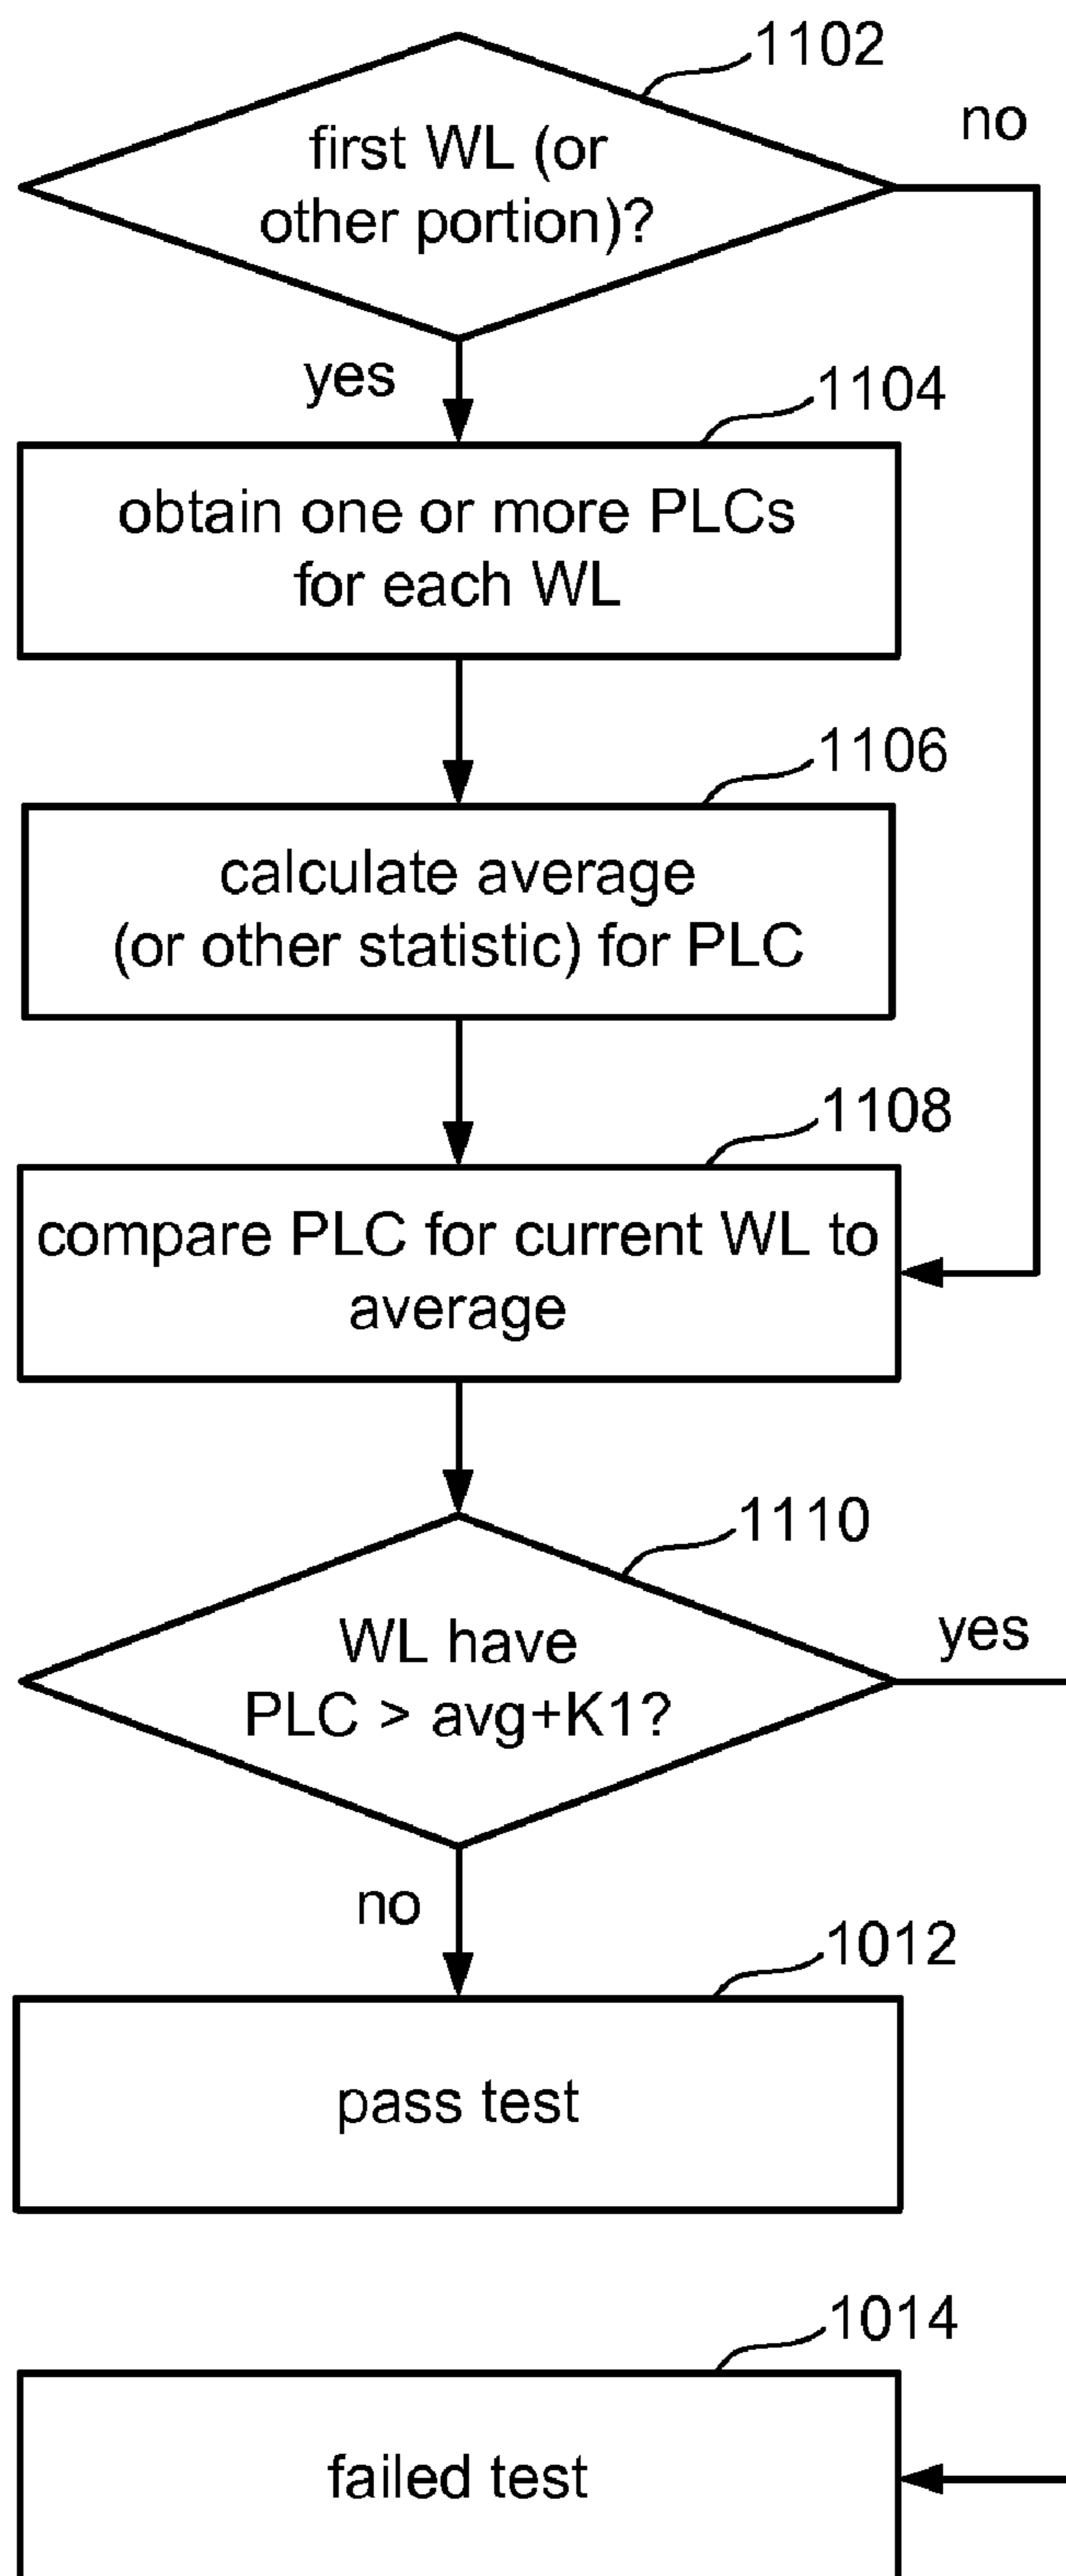 1102
no
first WL (or
other portion)?
yes
1104
obtain one or more PLCs
for each WL
1106
calculate average
(or other statistic) for PLC
1108
compare PLC for current WL to
average
1110
WL have
PLC > avg+K1?
yes
no
1012
pass test
1014
failed test